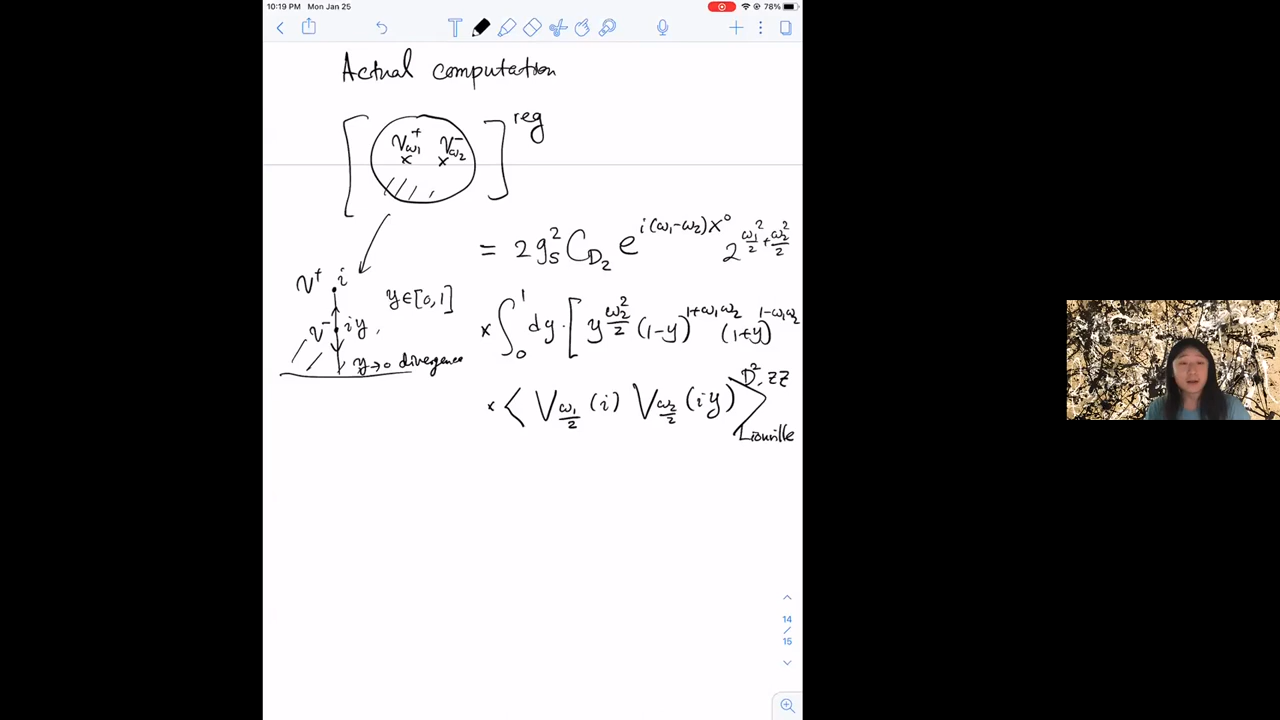 10:19 PM Mon Jan 25
78%
T
Actual computation
[ V⁺_ω₁ V⁻_ω₂ ]^reg
x x
= 2 g_s² C_D₂ e^{i(ω₁-ω₂)x⁰} 2^{ω₁²/2 + ω₂²/2}
V⁺ i
y∈[0,1]
V⁻ iy,
y→0 divergence
× ∫₀¹ dy · [ y^{ω₂²/2} (1-y)^{1+ω₁ω₂} (1+y)^{1-ω₁ω₂}
× ⟨ V_{ω₁/2} (i) V_{ω₂/2} (iy) ⟩^{D², ZZ}_{Liouville}
14
/
15